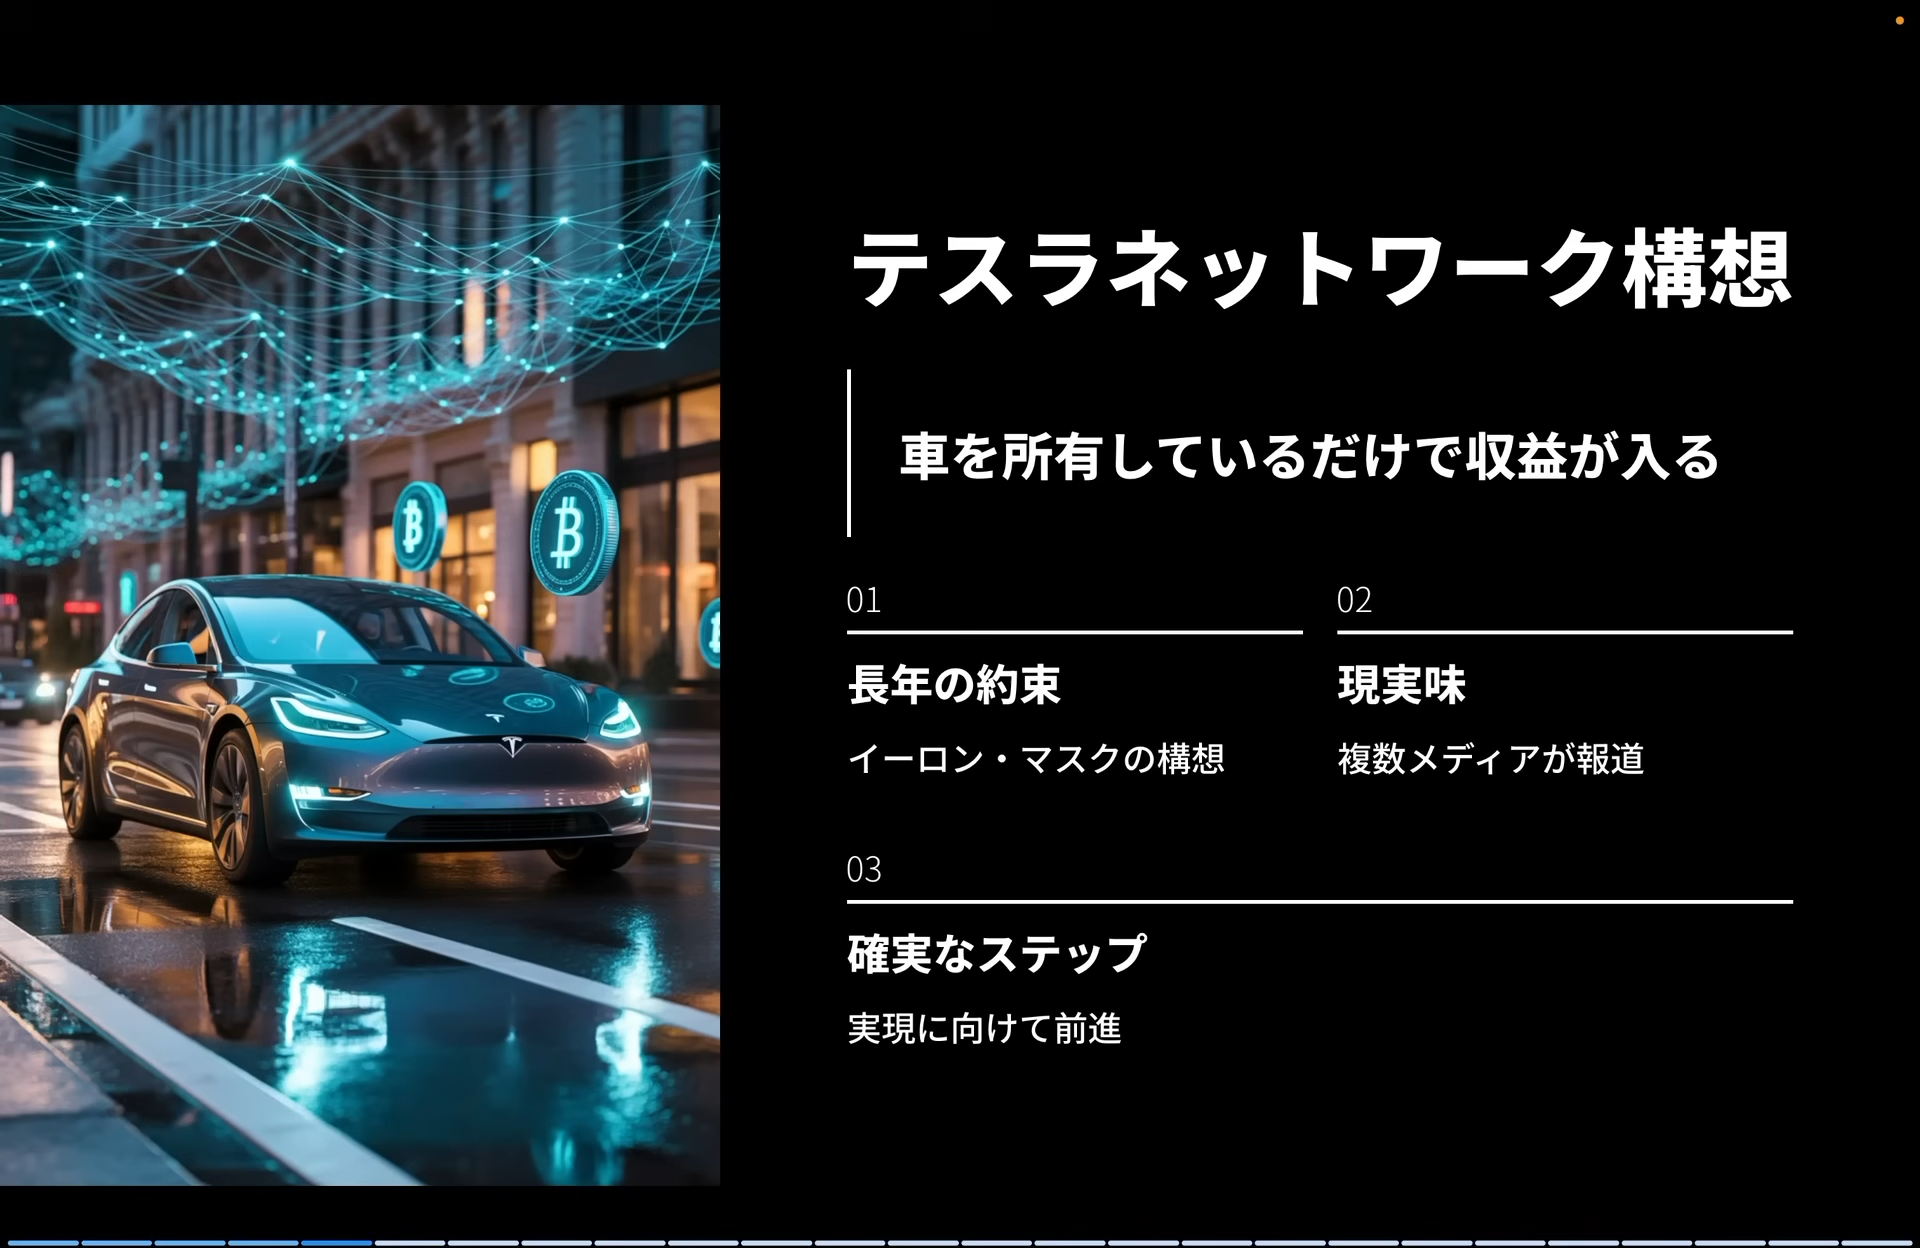 テスラネットワーク構想
車を所有しているだけで収益が入る
01
02
長年の約束
現実味
イーロン・マスクの構想
複数メディアが報道
03
確実なステップ
実現に向けて前進